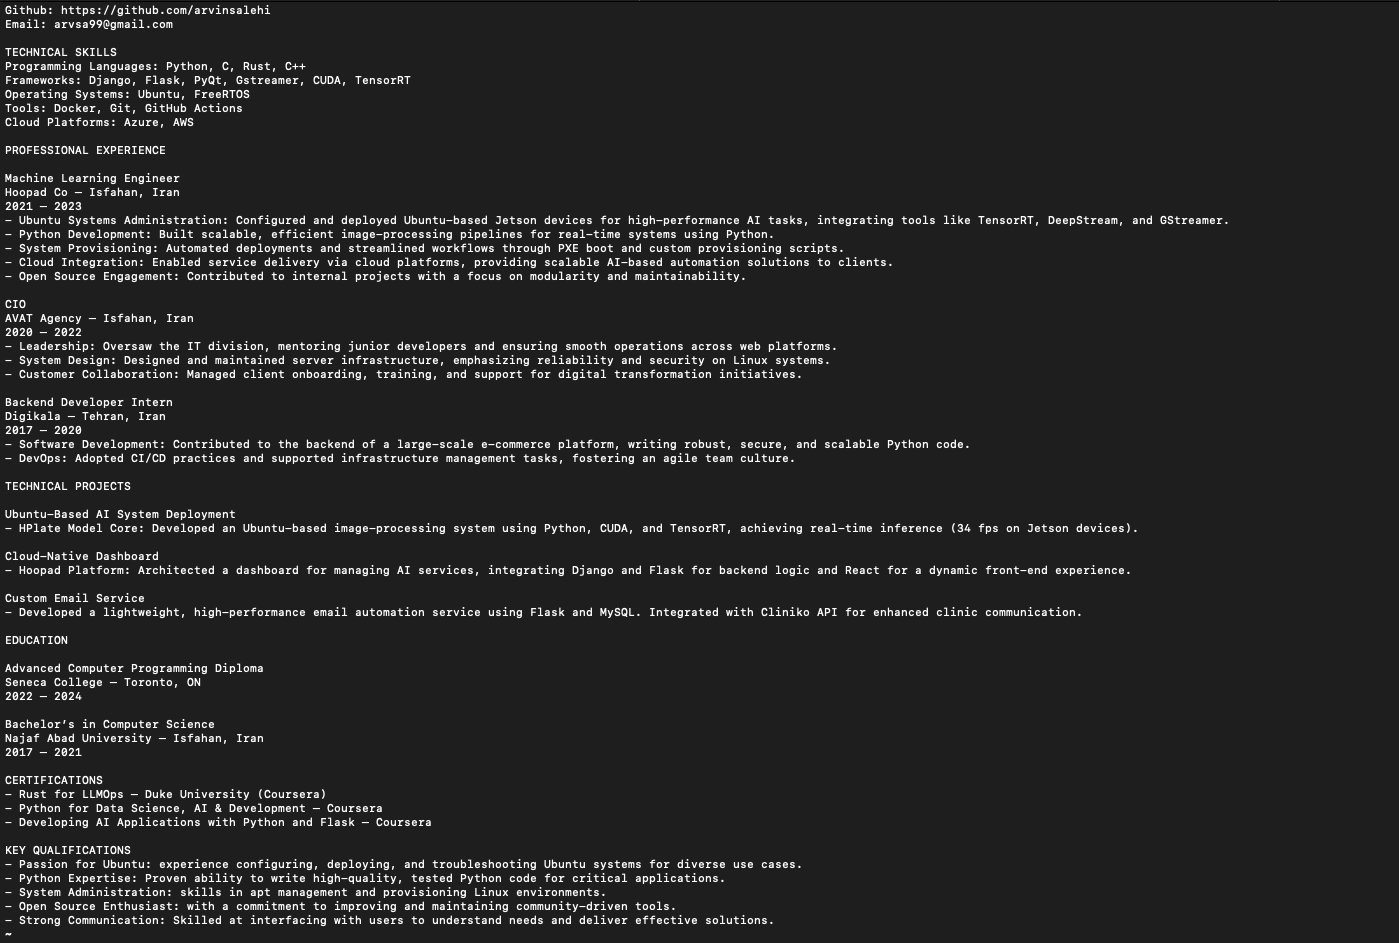 Github: https://github.com/arvinsalehi
Email: arvsa99@gmail.com
TECHNICAL SKILLS
Programming Languages: Python, C, Rust, C++
Frameworks: Django, Flask, PyQt, Gstreamer, CUDA, TensorRT
Operating Systems: Ubuntu, FreeRTOS
Tools: Docker, Git, GitHub Actions
Cloud Platforms: Azure, AWS
PROFESSIONAL EXPERIENCE
Machine Learning Engineer
Hoopad Co – Isfahan, Iran
2021 – 2023
- Ubuntu Systems Administration: Configured and deployed Ubuntu-based Jetson devices for high-performance AI tasks, integrating tools like TensorRT, DeepStream, and GStreamer.
- Python Development: Built scalable, efficient image-processing pipelines for real-time systems using Python.
- System Provisioning: Automated deployments and streamlined workflows through PXE boot and custom provisioning scripts.
- Cloud Integration: Enabled service delivery via cloud platforms, providing scalable AI-based automation solutions to clients.
- Open Source Engagement: Contributed to internal projects with a focus on modularity and maintainability.
CIO
AVAT Agency – Isfahan, Iran
2020 – 2022
- Leadership: Oversaw the IT division, mentoring junior developers and ensuring smooth operations across web platforms.
- System Design: Designed and maintained server infrastructure, emphasizing reliability and security on Linux systems.
- Customer Collaboration: Managed client onboarding, training, and support for digital transformation initiatives.
Backend Developer Intern
Digikala – Tehran, Iran
2017 – 2020
- Software Development: Contributed to the backend of a large-scale e-commerce platform, writing robust, secure, and scalable Python code.
- DevOps: Adopted CI/CD practices and supported infrastructure management tasks, fostering an agile team culture.
TECHNICAL PROJECTS
Ubuntu-Based AI System Deployment
- HPlate Model Core: Developed an Ubuntu-based image-processing system using Python, CUDA, and TensorRT, achieving real-time inference (34 fps on Jetson devices).
Cloud-Native Dashboard
- Hoopad Platform: Architected a dashboard for managing AI services, integrating Django and Flask for backend logic and React for a dynamic front-end experience.
Custom Email Service
- Developed a lightweight, high-performance email automation service using Flask and MySQL. Integrated with Cliniko API for enhanced clinic communication.
EDUCATION
Advanced Computer Programming Diploma
Seneca College – Toronto, ON
2022 – 2024
Bachelor’s in Computer Science
Najaf Abad University – Isfahan, Iran
2017 – 2021
CERTIFICATIONS
- Rust for LLMOps – Duke University (Coursera)
- Python for Data Science, AI & Development – Coursera
- Developing AI Applications with Python and Flask – Coursera
KEY QUALIFICATIONS
- Passion for Ubuntu: experience configuring, deploying, and troubleshooting Ubuntu systems for diverse use cases.
- Python Expertise: Proven ability to write high-quality, tested Python code for critical applications.
- System Administration: skills in apt management and provisioning Linux environments.
- Open Source Enthusiast: with a commitment to improving and maintaining community-driven tools.
- Strong Communication: Skilled at interfacing with users to understand needs and deliver effective solutions.
~